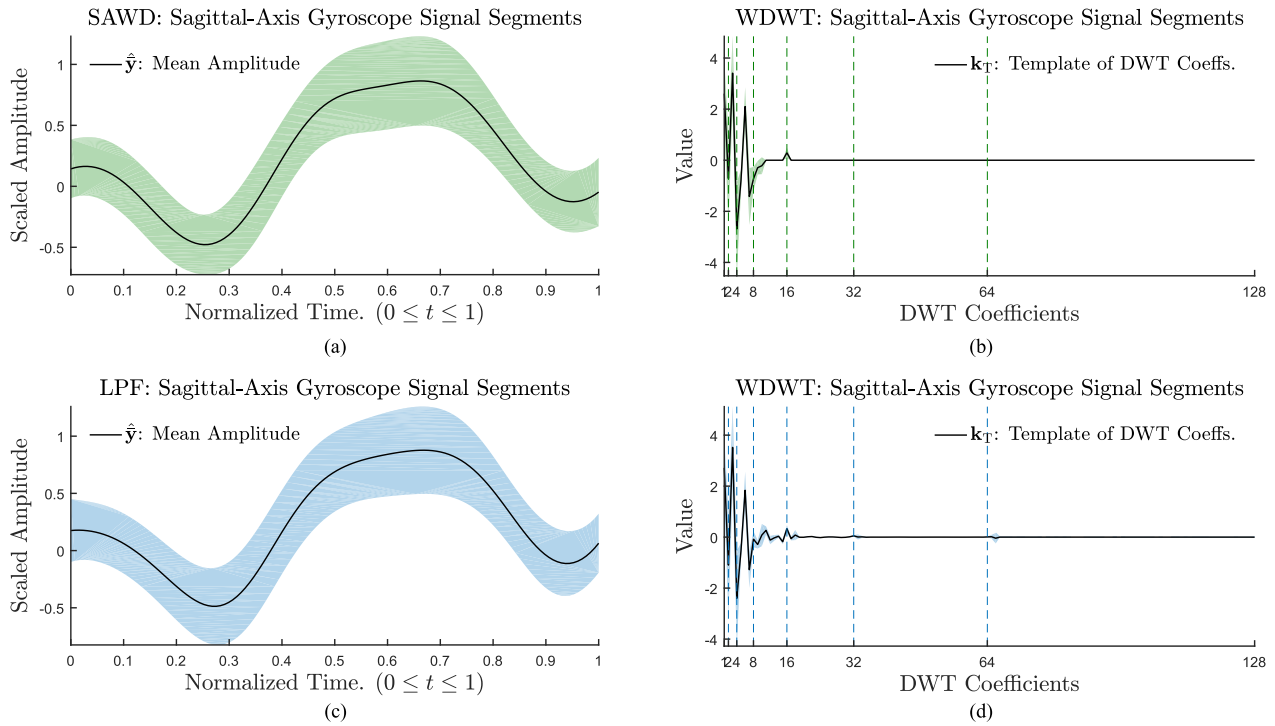 SAWD: Sagittal-Axis Gyroscope Signal Segments
ŷ̄: Mean Amplitude
Scaled Amplitude
1
0.5
0
-0.5
0 0.1 0.2 0.3 0.4 0.5 0.6 0.7 0.8 0.9 1
Normalized Time. (0 ≤ t ≤ 1)
(a)
WDWT: Sagittal-Axis Gyroscope Signal Segments
k_T: Template of DWT Coeffs.
Value
4
2
0
-2
-4
1 2 4 8 16 32 64 128
DWT Coefficients
(b)
LPF: Sagittal-Axis Gyroscope Signal Segments
ŷ̄: Mean Amplitude
Scaled Amplitude
1
0.5
0
-0.5
0 0.1 0.2 0.3 0.4 0.5 0.6 0.7 0.8 0.9 1
Normalized Time. (0 ≤ t ≤ 1)
(c)
WDWT: Sagittal-Axis Gyroscope Signal Segments
k_T: Template of DWT Coeffs.
Value
4
2
0
-2
-4
1 2 4 8 16 32 64 128
DWT Coefficients
(d)